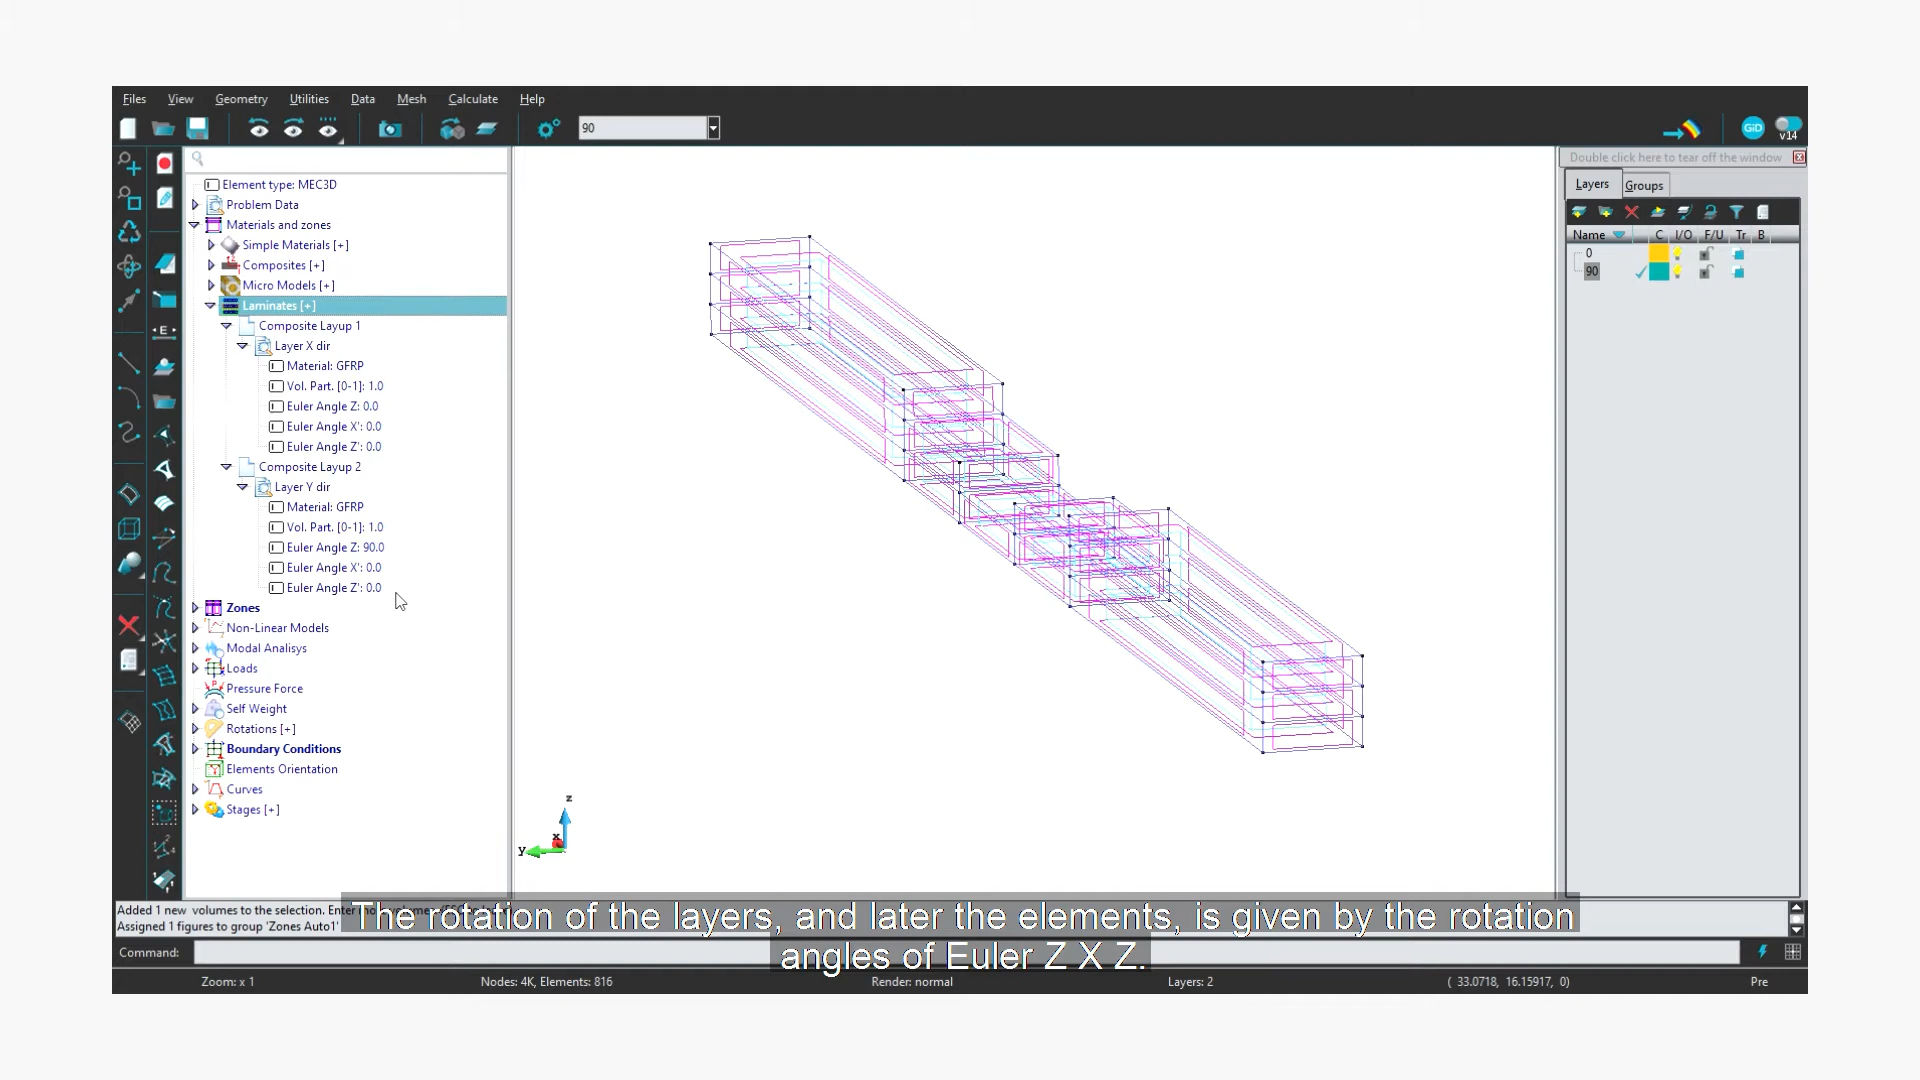 Files View Geometry Utilities Data Mesh Calculate Help
90
GiD
v14
Double click here to tear off the window
Layers Groups
Name C I/O F/U Tr B
0
90
Element type: MEC3D
Problem Data
Materials and zones
Simple Materials [+]
Composites [+]
Micro Models [+]
Laminates [+]
Composite Layup 1
Layer X dir
Material: GFRP
Vol. Part. [0-1]: 1.0
Euler Angle Z: 0.0
Euler Angle X': 0.0
Euler Angle Z': 0.0
Composite Layup 2
Layer Y dir
Material: GFRP
Vol. Part. [0-1]: 1.0
Euler Angle Z: 90.0
Euler Angle X': 0.0
Euler Angle Z': 0.0
Zones
Non-Linear Models
Modal Analisys
Loads
Pressure Force
Self Weight
Rotations [+]
Boundary Conditions
Elements Orientation
Curves
Stages [+]
z
x
y
Added 1 new volumes to the selection. Enter
Assigned 1 figures to group 'Zones Auto1'
The rotation of the layers, and later the elements, is given by the rotation
angles of Euler Z X Z.
Command:
Zoom: x 1 Nodes: 4K, Elements: 816 Render: normal Layers: 2 ( 33.0718, 16.15917, 0) Pre